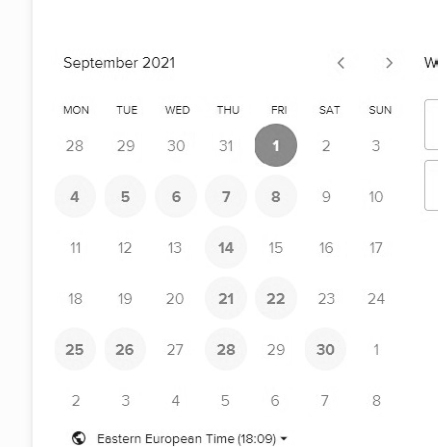 September 2021
W
MON TUE WED THU FRI SAT SUN
28 29 30 31 1 2 3
4 5 6 7 8 9 10
11 12 13 14 15 16 17
18 19 20 21 22 23 24
25 26 27 28 29 30 1
2 3 4 5 6 7 8
Eastern European Time (18:09)